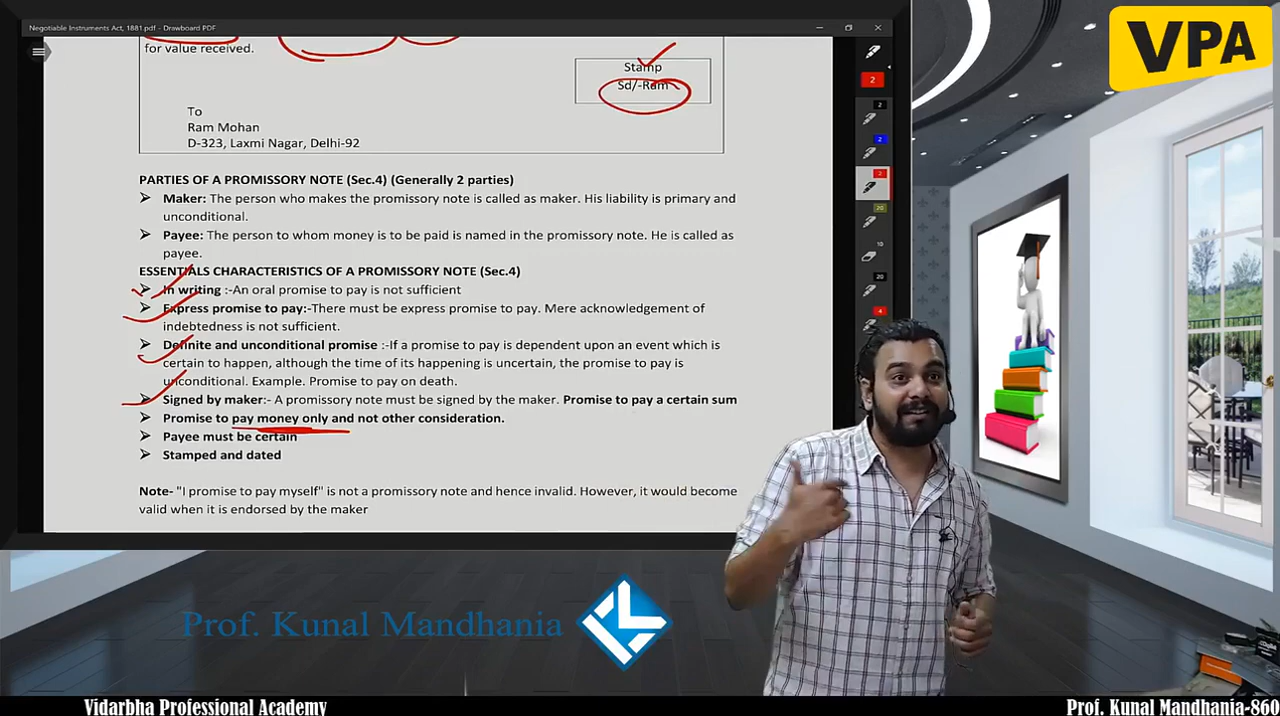 Negotiable Instruments Act, 1881.pdf - Drawboard PDF
VPA
for value received.
Stamp
Sd/-Ram
To
Ram Mohan
D-323, Laxmi Nagar, Delhi-92
PARTIES OF A PROMISSORY NOTE (Sec.4) (Generally 2 parties)
Maker: The person who makes the promissory note is called as maker. His liability is primary and
unconditional.
Payee: The person to whom money is to be paid is named in the promissory note. He is called as
payee.
ESSENTIALS CHARACTERISTICS OF A PROMISSORY NOTE (Sec.4)
In writing :-An oral promise to pay is not sufficient
Express promise to pay:-There must be express promise to pay. Mere acknowledgement of
indebtedness is not sufficient.
Definite and unconditional promise :-If a promise to pay is dependent upon an event which is
certain to happen, although the time of its happening is uncertain, the promise to pay is
unconditional. Example. Promise to pay on death.
Signed by maker:- A promissory note must be signed by the maker. Promise to pay a certain sum
Promise to pay money only and not other consideration.
Payee must be certain
Stamped and dated
Note- "I promise to pay myself" is not a promissory note and hence invalid. However, it would become
valid when it is endorsed by the maker
2
2
2
2
20
10
20
4
Prof. Kunal Mandhania
Vidarbha Professional Academy
Prof. Kunal Mandhania-860